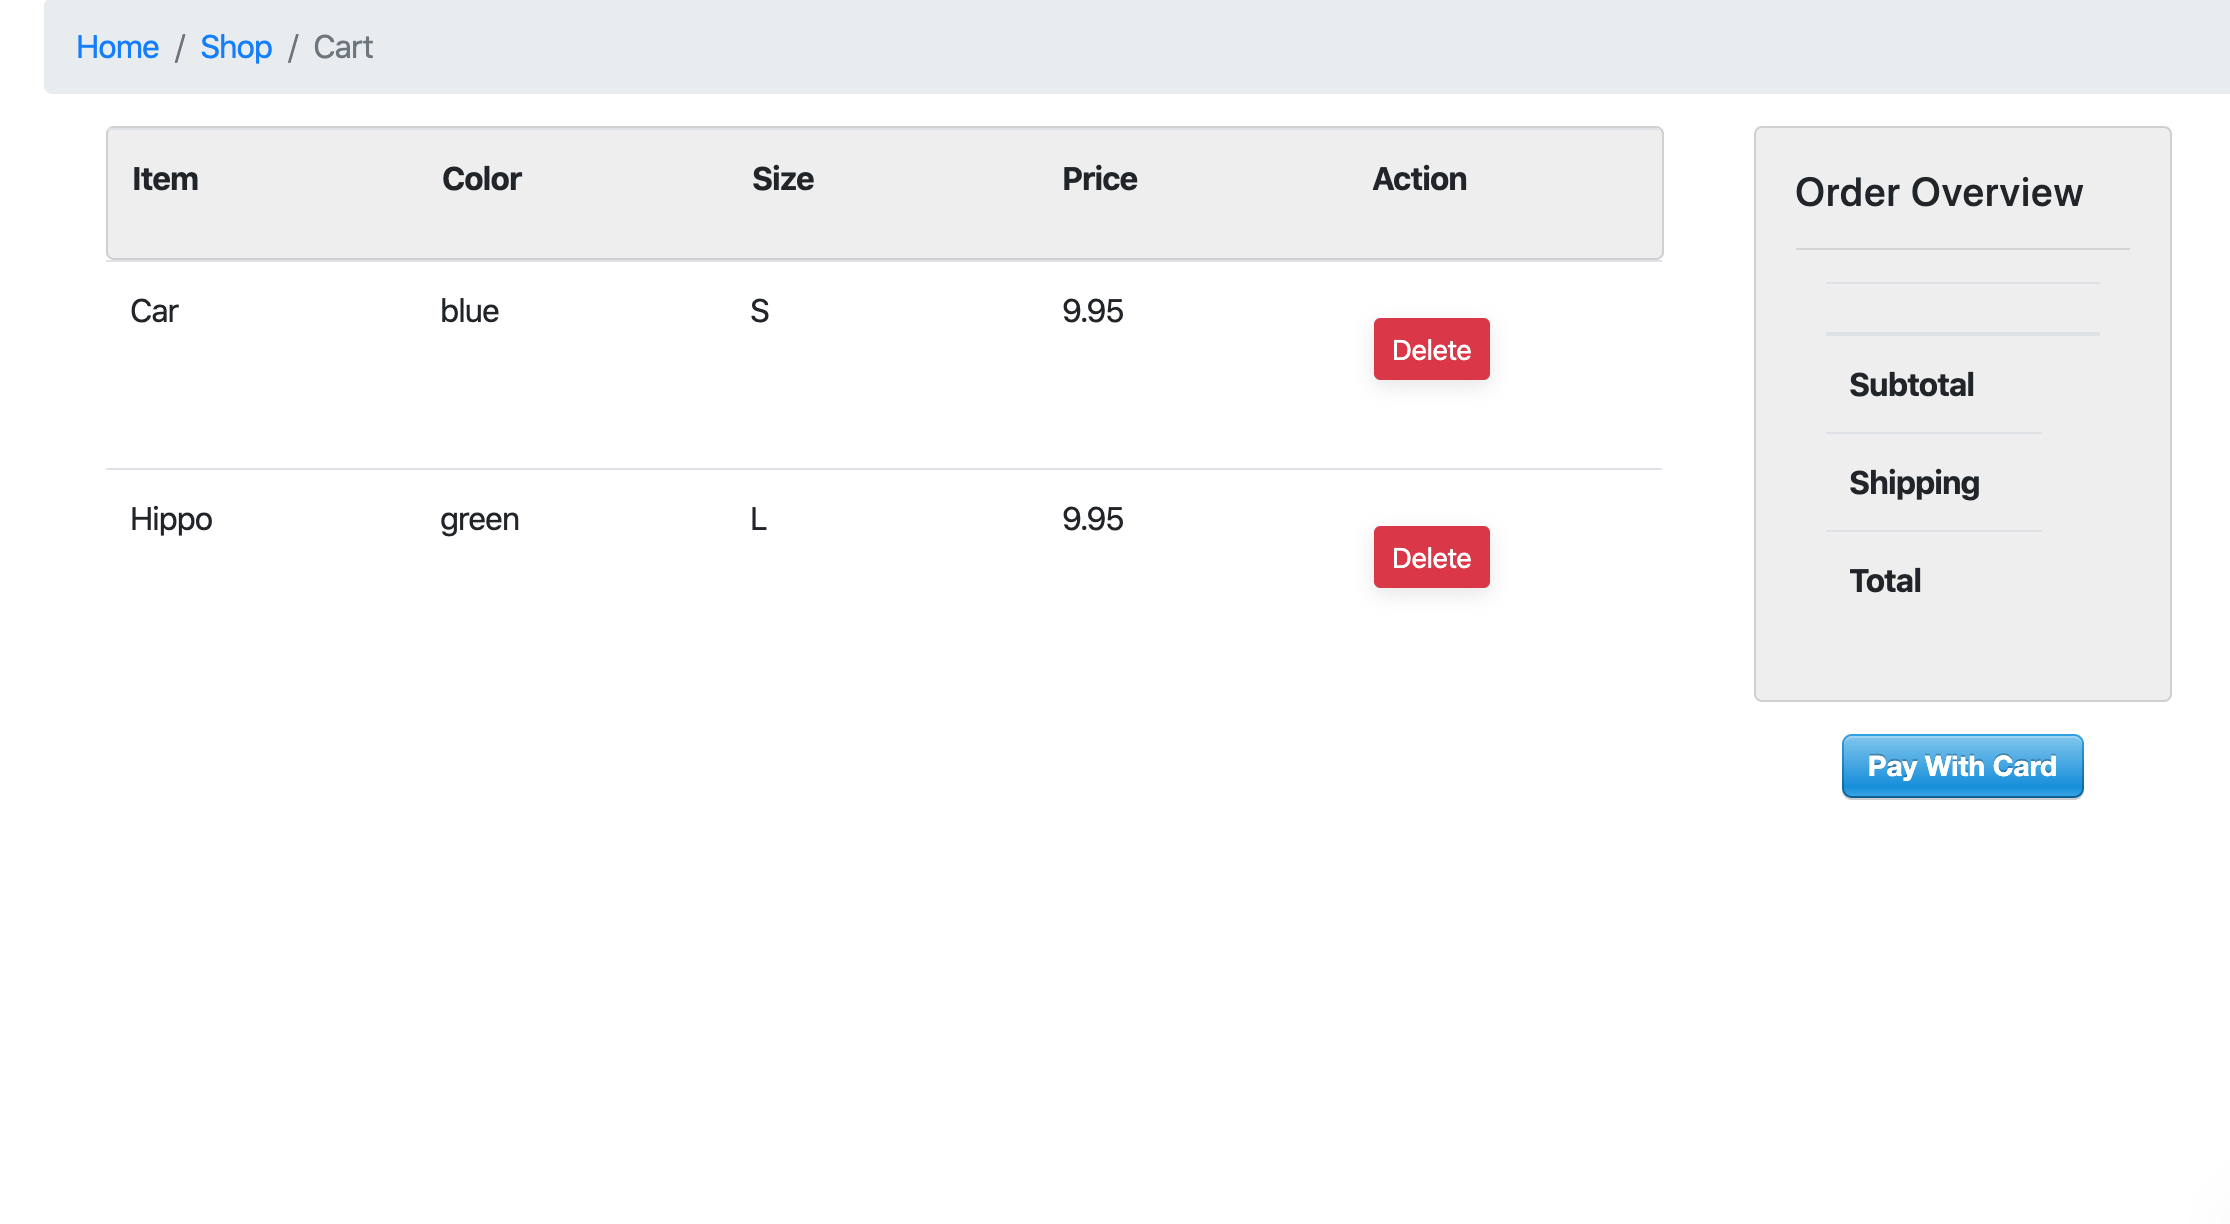 Home / Shop / Cart
Item Color Size Price Action
Car blue S 9.95 Delete
Hippo green L 9.95 Delete
Order Overview
Subtotal
Shipping
Total
Pay With Card